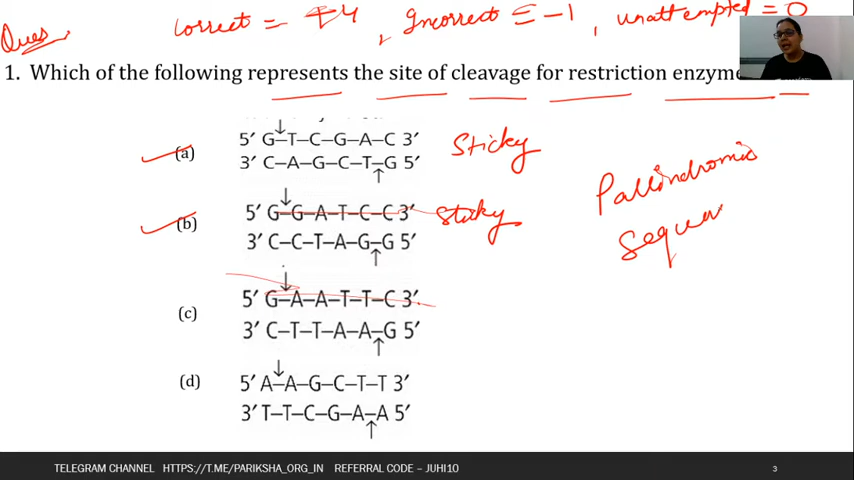 Correct = +4 , Incorrect = -1 , unattempted = 0
Ques
1. Which of the following represents the site of cleavage for restriction enzyme
(a) 5′ G–T–C–G–A–C 3′ Sticky
3′ C–A–G–C–T–G 5′
(b) 5′ G–G–A–T–C–C 3′ Sticky
3′ C–C–T–A–G–G 5′
(c) 5′ G–A–A–T–T–C 3′
3′ C–T–T–A–A–G 5′
(d) 5′ A–A–G–C–T–T 3′
3′ T–T–C–G–A–A 5′
Pallindromic
Sequ
TELEGRAM CHANNEL HTTPS://T.ME/PARIKSHA_ORG_IN REFERRAL CODE – JUHI10
3